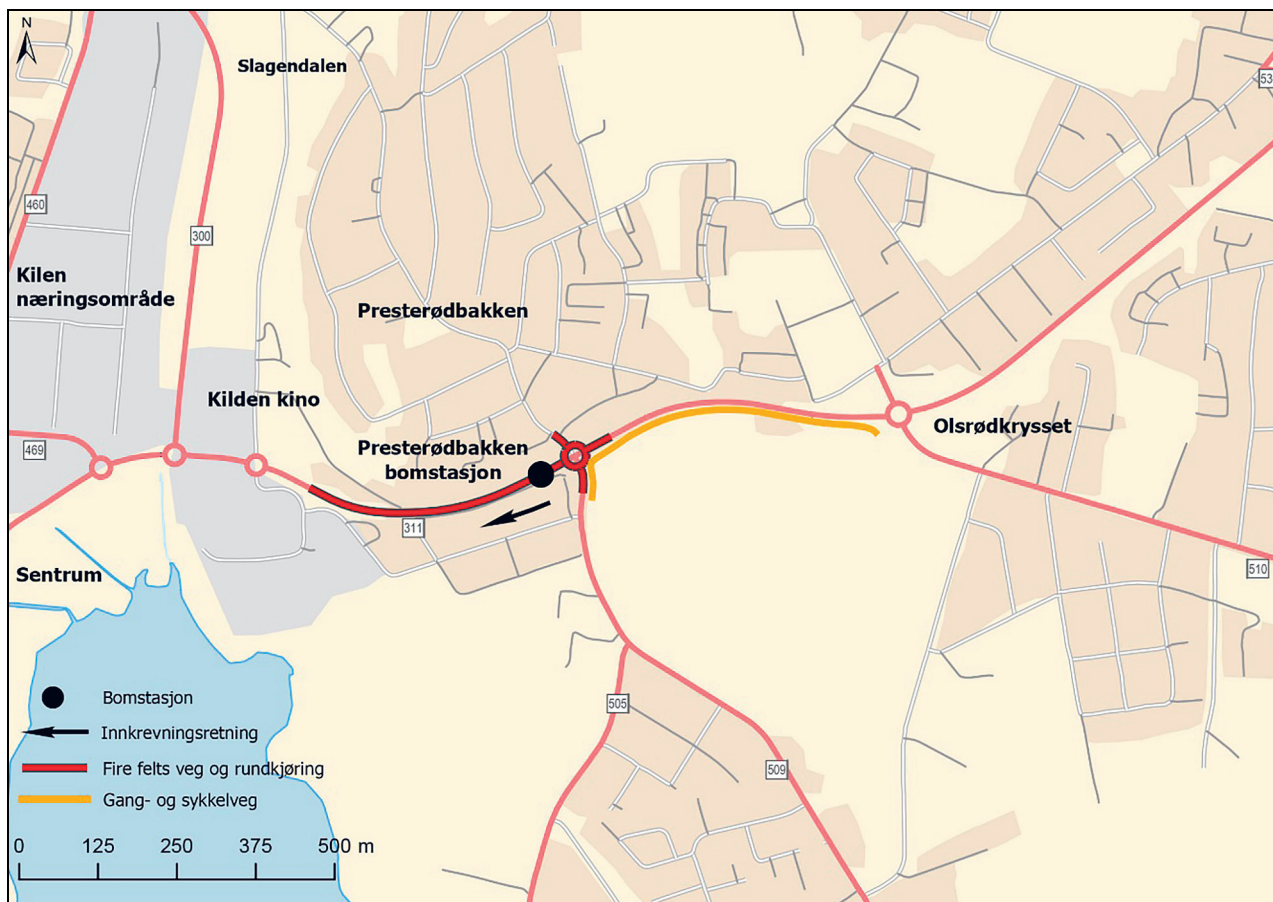 N
Slagendalen
53
460
300
Kilen
næringsområde
Presterødbakken
Kilden kino
Olsrødkrysset
469
Presterødbakken
bomstasjon
311
510
Sentrum
Bomstasjon
505
Innkrevningsretning
Fire felts veg og rundkjøring
509
Gang- og sykkelveg
0 125 250 375 500 m